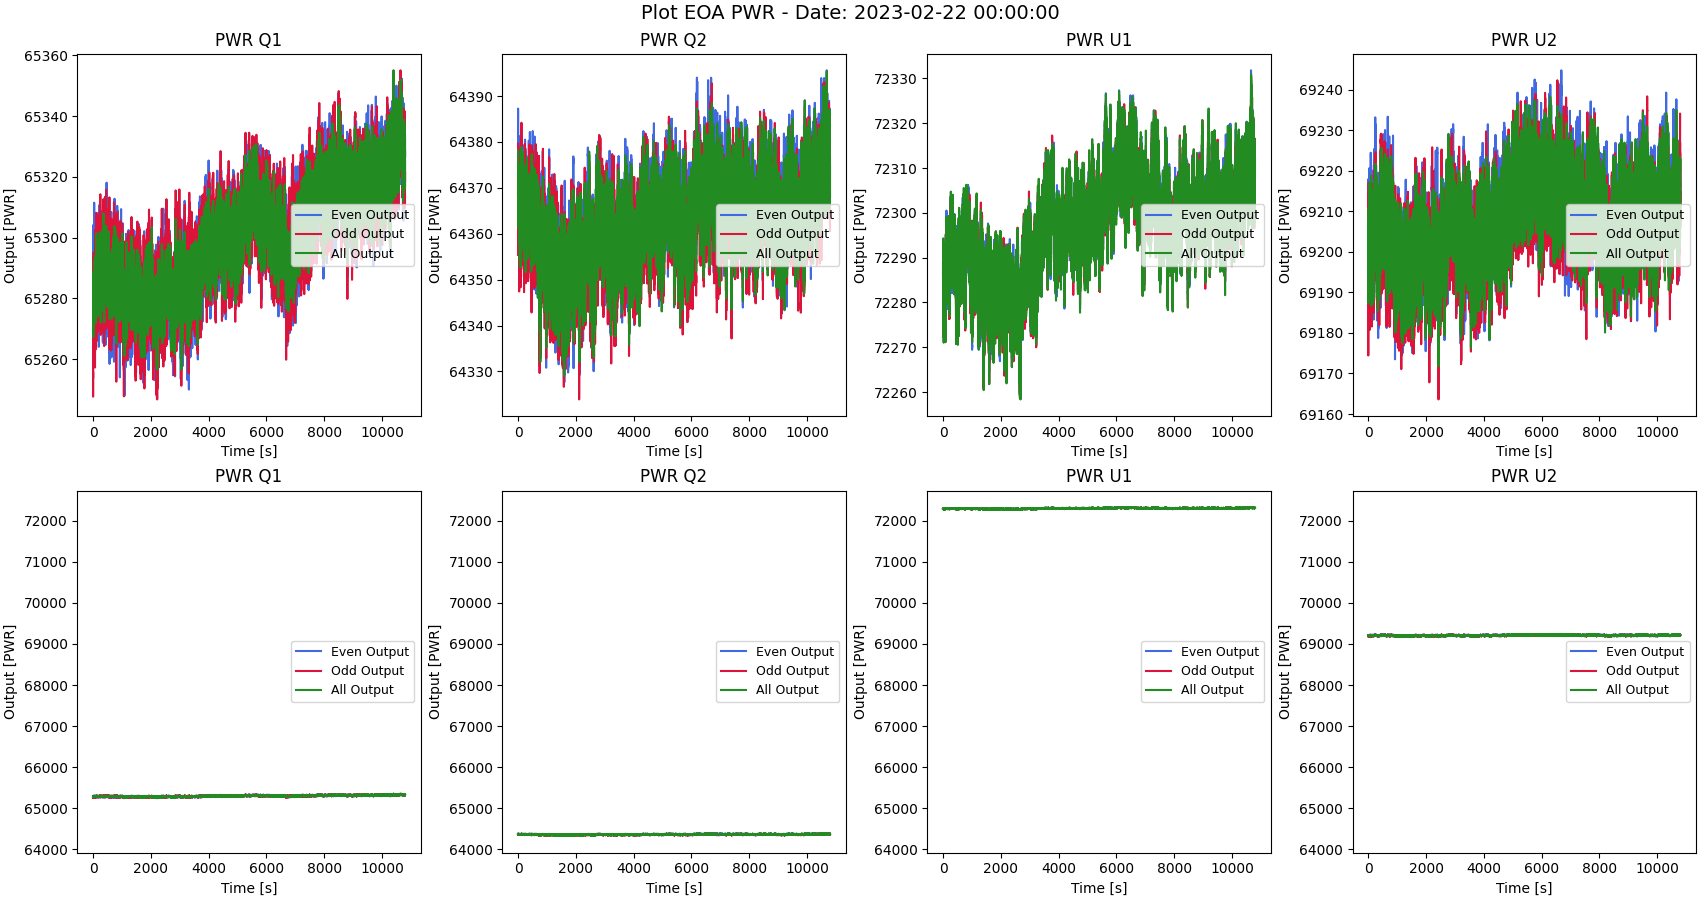 Plot EOA PWR - Date: 2023-02-22 00:00:00
PWR Q1
65360
65340
65320
65300
65280
65260
Output [PWR]
0 2000 4000 6000 8000 10000
Time [s]
Even Output
Odd Output
All Output
PWR Q2
64390
64380
64370
64360
64350
64340
64330
Output [PWR]
0 2000 4000 6000 8000 10000
Time [s]
Even Output
Odd Output
All Output
PWR U1
72330
72320
72310
72300
72290
72280
72270
72260
Output [PWR]
0 2000 4000 6000 8000 10000
Time [s]
Even Output
Odd Output
All Output
PWR U2
69240
69230
69220
69210
69200
69190
69180
69170
69160
Output [PWR]
0 2000 4000 6000 8000 10000
Time [s]
Even Output
Odd Output
All Output
PWR Q1
72000
71000
70000
69000
68000
67000
66000
65000
64000
Output [PWR]
0 2000 4000 6000 8000 10000
Time [s]
Even Output
Odd Output
All Output
PWR Q2
72000
71000
70000
69000
68000
67000
66000
65000
64000
Output [PWR]
0 2000 4000 6000 8000 10000
Time [s]
Even Output
Odd Output
All Output
PWR U1
72000
71000
70000
69000
68000
67000
66000
65000
64000
Output [PWR]
0 2000 4000 6000 8000 10000
Time [s]
Even Output
Odd Output
All Output
PWR U2
72000
71000
70000
69000
68000
67000
66000
65000
64000
Output [PWR]
0 2000 4000 6000 8000 10000
Time [s]
Even Output
Odd Output
All Output